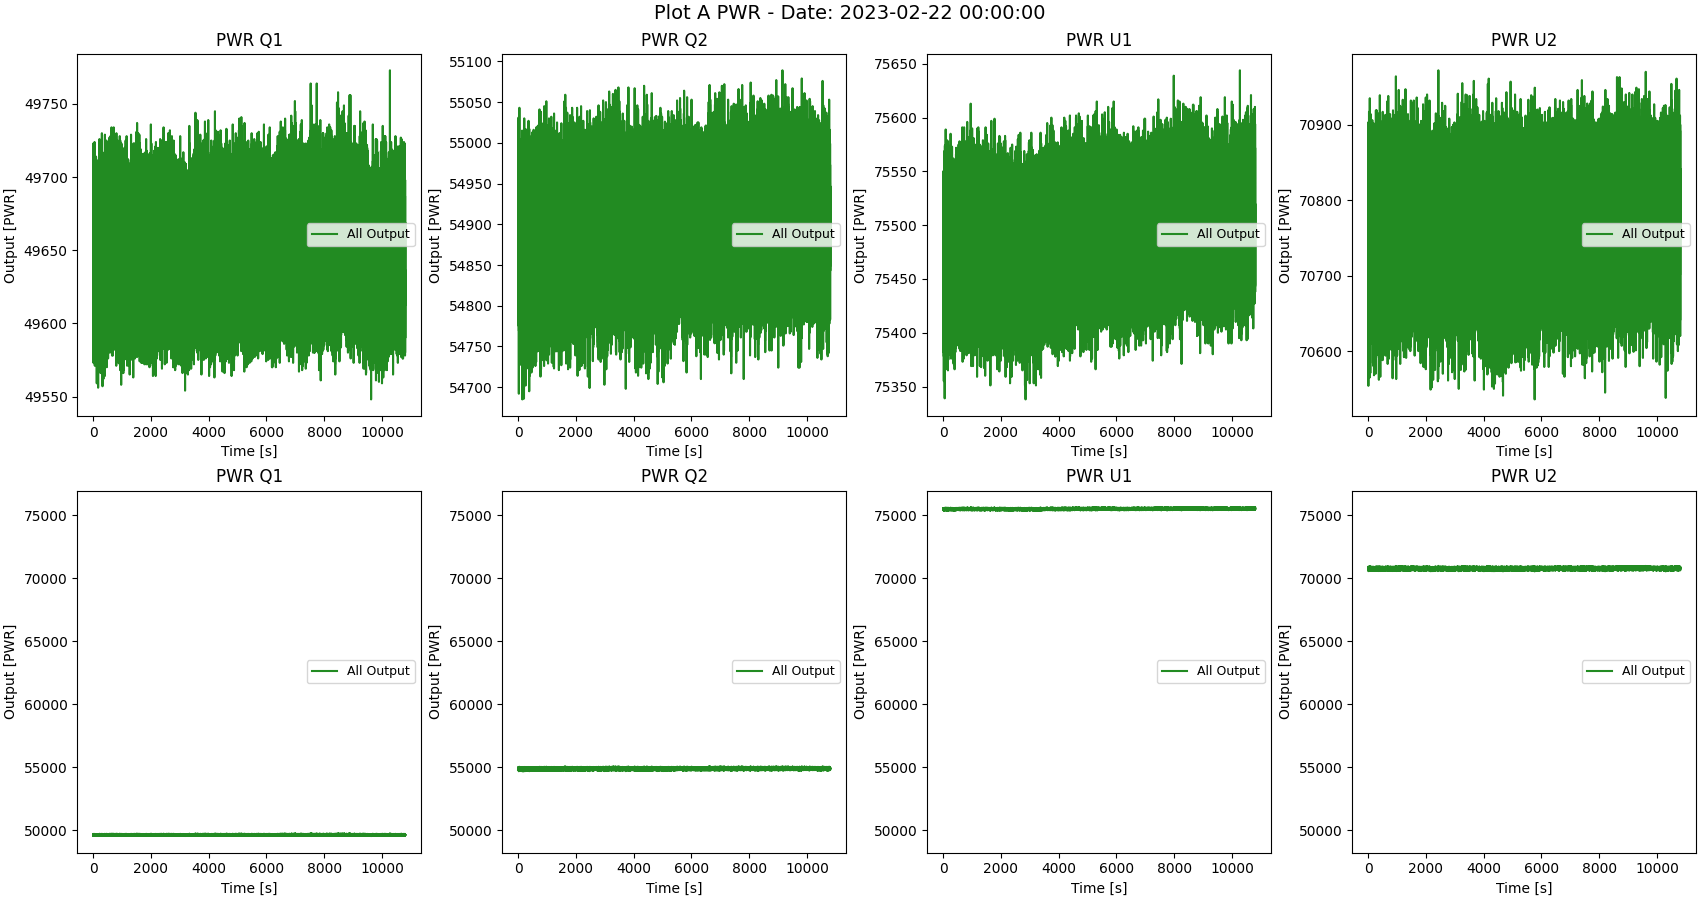 Plot A PWR - Date: 2023-02-22 00:00:00
PWR Q1
Output [PWR]
49750
49700
49650
49600
49550
All Output
0 2000 4000 6000 8000 10000
Time [s]
PWR Q2
Output [PWR]
55100
55050
55000
54950
54900
54850
54800
54750
54700
All Output
0 2000 4000 6000 8000 10000
Time [s]
PWR U1
Output [PWR]
75650
75600
75550
75500
75450
75400
75350
All Output
0 2000 4000 6000 8000 10000
Time [s]
PWR U2
Output [PWR]
70900
70800
70700
70600
All Output
0 2000 4000 6000 8000 10000
Time [s]
PWR Q1
Output [PWR]
75000
70000
65000
60000
55000
50000
All Output
0 2000 4000 6000 8000 10000
Time [s]
PWR Q2
Output [PWR]
75000
70000
65000
60000
55000
50000
All Output
0 2000 4000 6000 8000 10000
Time [s]
PWR U1
Output [PWR]
75000
70000
65000
60000
55000
50000
All Output
0 2000 4000 6000 8000 10000
Time [s]
PWR U2
Output [PWR]
75000
70000
65000
60000
55000
50000
All Output
0 2000 4000 6000 8000 10000
Time [s]